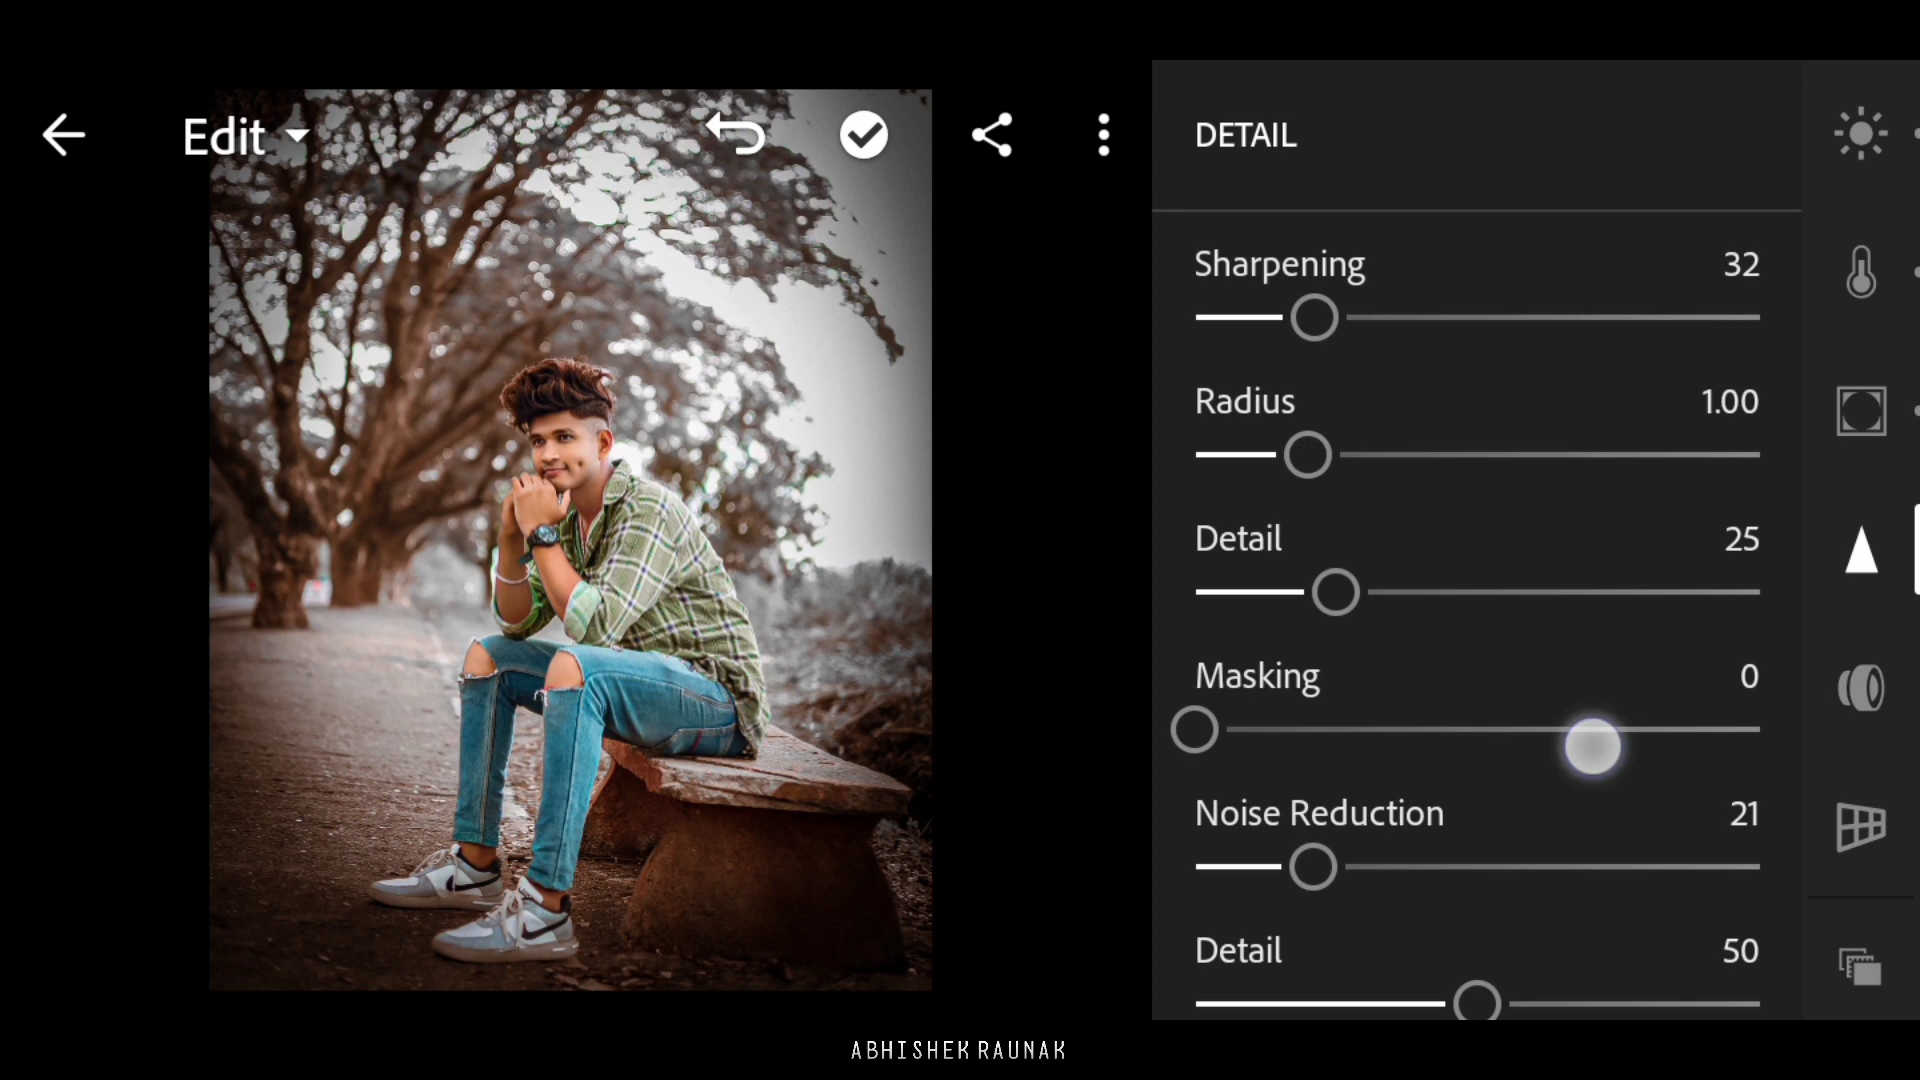 Edit
DETAIL
Sharpening 32
Radius 1.00
Detail 25
Masking 0
Noise Reduction 21
Detail 50
ABHISHEK RAUNAK